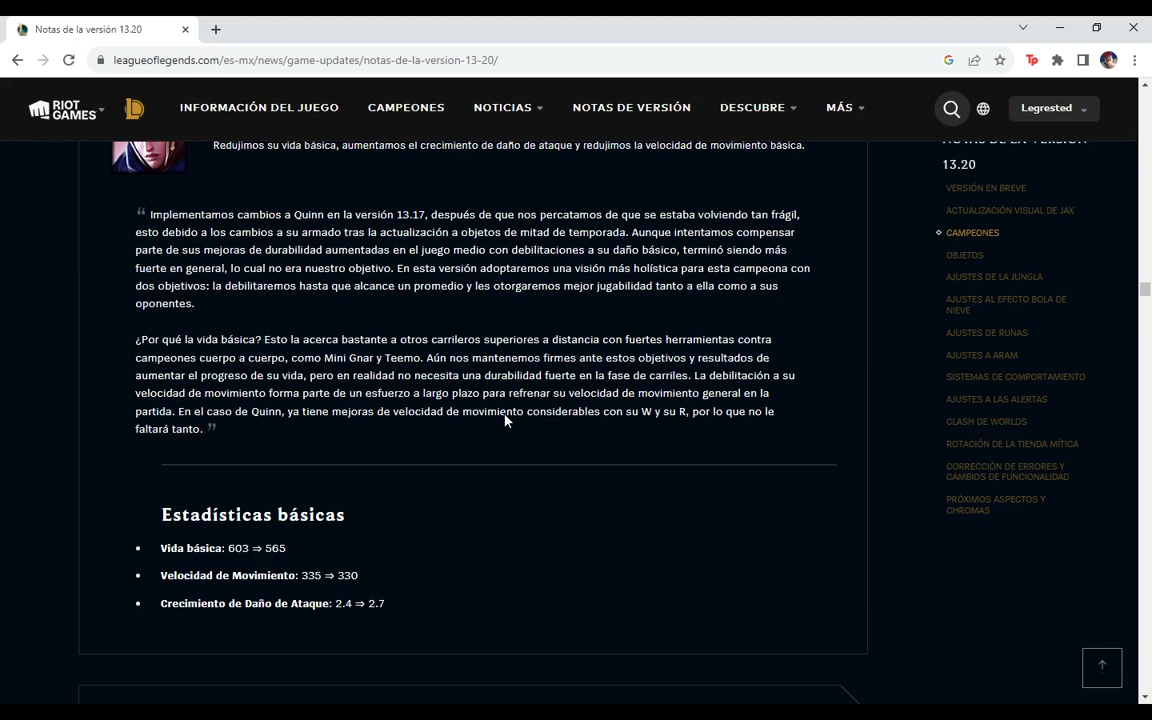 Notas de la versión 13.20
leagueoflegends.com/es-mx/news/game-updates/notas-de-la-version-13-20/
RIOT GAMES
INFORMACIÓN DEL JUEGO
CAMPEONES
NOTICIAS
NOTAS DE VERSIÓN
DESCUBRE
MÁS
Legrested
Redujimos su vida básica, aumentamos el crecimiento de daño de ataque y redujimos la velocidad de movimiento básica.
“ Implementamos cambios a Quinn en la versión 13.17, después de que nos percatamos de que se estaba volviendo tan frágil,
esto debido a los cambios a su armado tras la actualización a objetos de mitad de temporada. Aunque intentamos compensar
parte de sus mejoras de durabilidad aumentadas en el juego medio con debilitaciones a su daño básico, terminó siendo más
fuerte en general, lo cual no era nuestro objetivo. En esta versión adoptaremos una visión más holística para esta campeona con
dos objetivos: la debilitaremos hasta que alcance un promedio y les otorgaremos mejor jugabilidad tanto a ella como a sus
oponentes.
¿Por qué la vida básica? Esto la acerca bastante a otros carrileros superiores a distancia con fuertes herramientas contra
campeones cuerpo a cuerpo, como Mini Gnar y Teemo. Aún nos mantenemos firmes ante estos objetivos y resultados de
aumentar el progreso de su vida, pero en realidad no necesita una durabilidad fuerte en la fase de carriles. La debilitación a su
velocidad de movimiento forma parte de un esfuerzo a largo plazo para refrenar su velocidad de movimiento general en la
partida. En el caso de Quinn, ya tiene mejoras de velocidad de movimiento considerables con su W y su R, por lo que no le
faltará tanto. ”
Estadísticas básicas
• Vida básica: 603 ⇒ 565
• Velocidad de Movimiento: 335 ⇒ 330
• Crecimiento de Daño de Ataque: 2.4 ⇒ 2.7
NOTAS DE LA VERSIÓN
13.20
VERSIÓN EN BREVE
ACTUALIZACIÓN VISUAL DE JAX
CAMPEONES
OBJETOS
AJUSTES DE LA JUNGLA
AJUSTES AL EFECTO BOLA DE
NIEVE
AJUSTES DE RUNAS
AJUSTES A ARAM
SISTEMAS DE COMPORTAMIENTO
AJUSTES A LAS ALERTAS
CLASH DE WORLDS
ROTACIÓN DE LA TIENDA MÍTICA
CORRECCIÓN DE ERRORES Y
CAMBIOS DE FUNCIONALIDAD
PRÓXIMOS ASPECTOS Y
CHROMAS